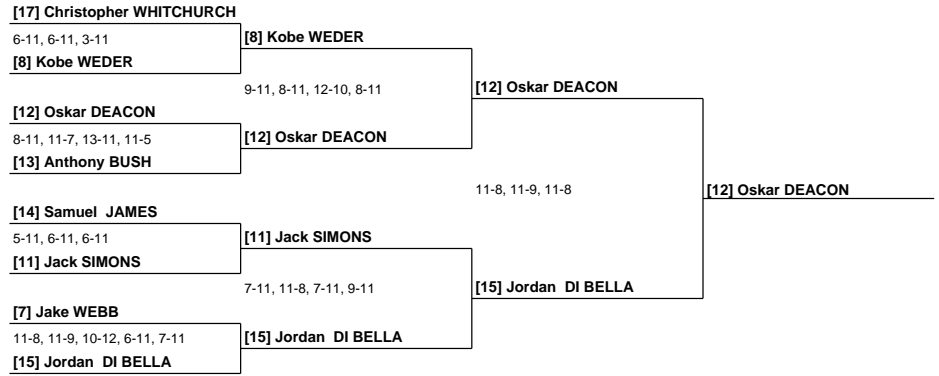 [17] Christopher WHITCHURCH
6-11, 6-11, 3-11
[8] Kobe WEDER
[8] Kobe WEDER
9-11, 8-11, 12-10, 8-11
[12] Oskar DEACON
[12] Oskar DEACON
8-11, 11-7, 13-11, 11-5
[12] Oskar DEACON
[13] Anthony BUSH
11-8, 11-9, 11-8
[12] Oskar DEACON
[14] Samuel JAMES
5-11, 6-11, 6-11
[11] Jack SIMONS
[11] Jack SIMONS
7-11, 11-8, 7-11, 9-11
[15] Jordan DI BELLA
[7] Jake WEBB
11-8, 11-9, 10-12, 6-11, 7-11
[15] Jordan DI BELLA
[15] Jordan DI BELLA